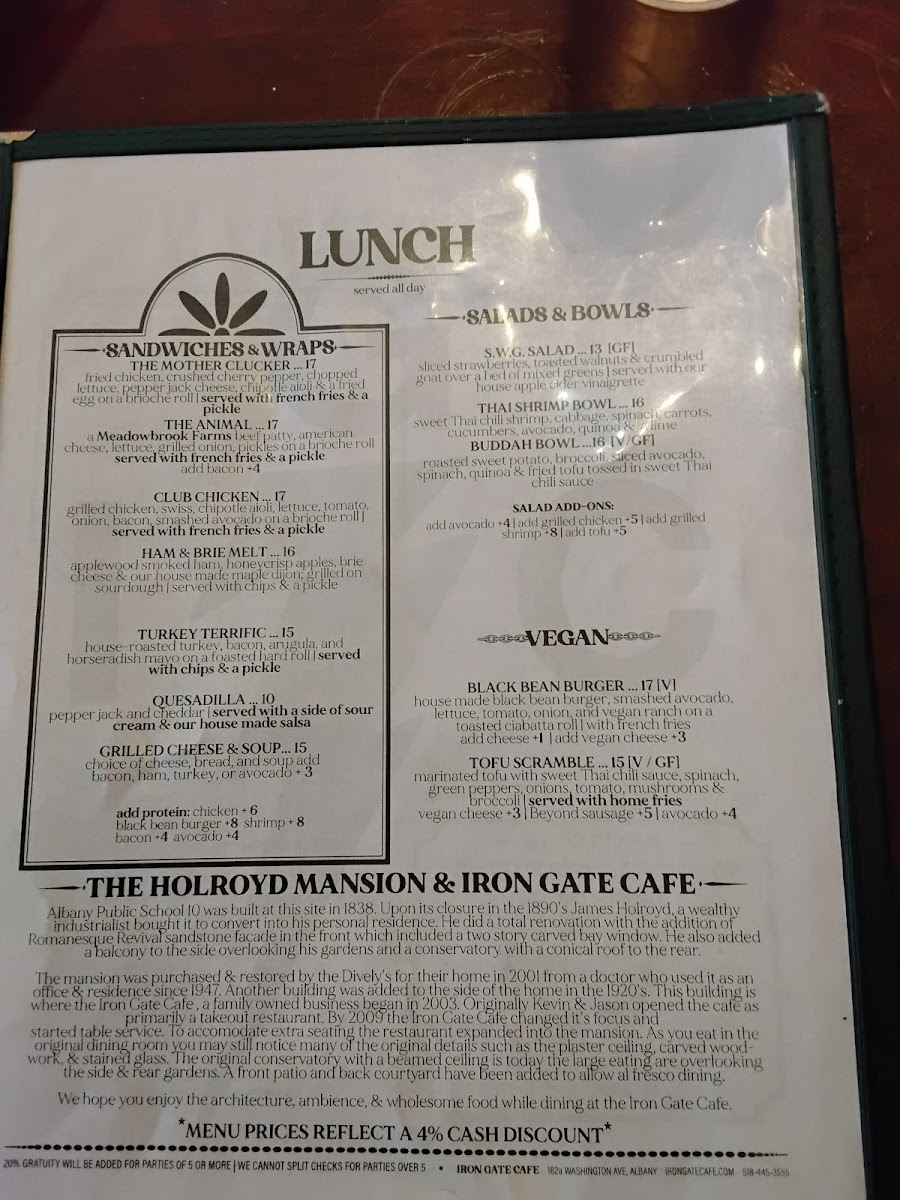 LUNCH
served all day
SANDWICHES & WRAPS
THE MOTHER CLUCKER ... 17
fried chicken, crushed cherry pepper, chopped
lettuce, pepper jack cheese, chipotle aioli & a fried
egg on a brioche roll | served with french fries & a
pickle
THE ANIMAL ... 17
a Meadowbrook Farms beef patty, american
cheese, lettuce, grilled onion, pickles on a brioche roll
served with french fries & a pickle
add bacon +4
CLUB CHICKEN ... 17
grilled chicken, swiss, chipotle aioli, lettuce, tomato,
onion, bacon, smashed avocado on a brioche roll |
served with french fries & a pickle
HAM & BRIE MELT ... 16
applewood smoked ham, honeycrisp apples, brie
cheese & our house made maple dijon; grilled on
sourdough | served with chips & a pickle
TURKEY TERRIFIC ... 15
house-roasted turkey, bacon, arugula, and
horseradish mayo on a toasted hard roll | served
with chips & a pickle
QUESADILLA ... 10
pepper jack and cheddar | served with a side of sour
cream & our house made salsa
GRILLED CHEESE & SOUP... 15
choice of cheese, bread, and soup add
bacon, ham, turkey, or avocado + 3
add protein: chicken + 6
black bean burger +8 shrimp + 8
bacon +4 avocado +4
SALADS & BOWLS
S.W.G. SALAD ... 13 [GF]
sliced strawberries, toasted walnuts & crumbled
goat over a bed of mixed greens | served with our
house apple cider vinaigrette
THAI SHRIMP BOWL ... 16
sweet Thai chili shrimp, cabbage, spinach, carrots,
cucumbers, avocado, quinoa & lime
BUDDAH BOWL ...16 [V/GF]
roasted sweet potato, broccoli, sliced avocado,
spinach, quinoa & fried tofu tossed in sweet Thai
chili sauce
SALAD ADD-ONS:
add avocado +4 | add grilled chicken +5 | add grilled
shrimp +8 | add tofu +5
VEGAN
BLACK BEAN BURGER ... 17 [V]
house made black bean burger, smashed avocado,
lettuce, tomato, onion, and vegan ranch on a
toasted ciabatta roll | with french fries
add cheese +1 | add vegan cheese +3
TOFU SCRAMBLE ... 15 [V / GF]
marinated tofu with sweet Thai chili sauce, spinach,
green peppers, onions, tomato, mushrooms &
broccoli | served with home fries
vegan cheese +3 | Beyond sausage +5 | avocado +4
THE HOLROYD MANSION & IRON GATE CAFE
Albany Public School 10 was built at this site in 1838. Upon its closure in the 1890's James Holroyd, a wealthy
industrialist bought it to convert into his personal residence. He did a total renovation with the addition of
Romanesque Revival sandstone facade in the front which included a two story carved bay window. He also added
a balcony to the side overlooking his gardens and a conservatory with a conical roof to the rear.
The mansion was purchased & restored by the Dively's for their home in 2001 from a doctor who used it as an
office & residence since 1947. Another building was added to the side of the home in the 1920's. This building is
where the Iron Gate Cafe , a family owned business began in 2003. Originally Kevin & Jason opened the cafe as
primarily a takeout restaurant. By 2009 the Iron Gate Cafe changed it's focus and
started table service. To accomodate extra seating the restaurant expanded into the mansion. As you eat in the
original dining room you may still notice many of the original details such as the plaster ceiling, carved wood-
work, & stained glass. The original conservatory with a beamed ceiling is today the large eating are overlooking
the side & rear gardens. A front patio and back courtyard have been added to allow al fresco dining.
We hope you enjoy the architecture, ambience, & wholesome food while dining at the Iron Gate Cafe.
*MENU PRICES REFLECT A 4% CASH DISCOUNT*
20% GRATUITY WILL BE ADDED FOR PARTIES OF 5 OR MORE | WE CANNOT SPLIT CHECKS FOR PARTIES OVER 5 • IRON GATE CAFE 182a WASHINGTON AVE, ALBANY IRONGATECAFE.COM 518-445-3555